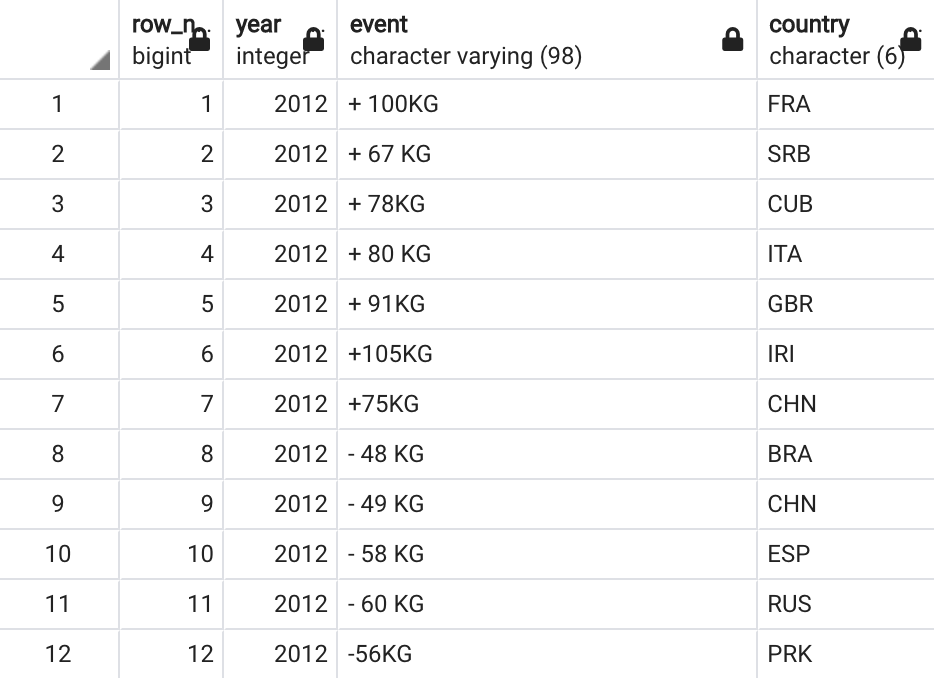 row_n... year event country
bigint integer character varying (98) character (6)
1 1 2012 + 100KG FRA
2 2 2012 + 67 KG SRB
3 3 2012 + 78KG CUB
4 4 2012 + 80 KG ITA
5 5 2012 + 91KG GBR
6 6 2012 +105KG IRI
7 7 2012 +75KG CHN
8 8 2012 - 48 KG BRA
9 9 2012 - 49 KG CHN
10 10 2012 - 58 KG ESP
11 11 2012 - 60 KG RUS
12 12 2012 -56KG PRK